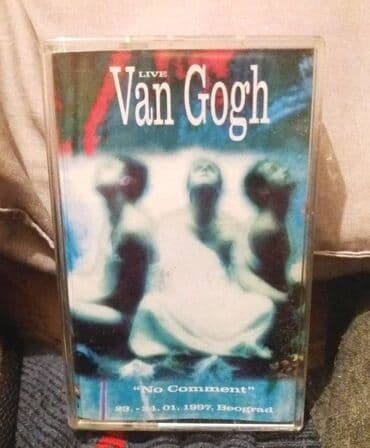 LIVE
Van Gogh
"No Comment"
23. - 24. 01. 1997, Beograd